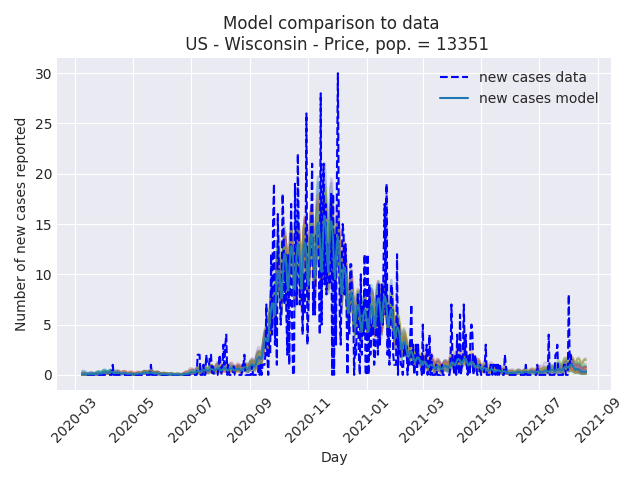 Model comparison to data
US - Wisconsin - Price, pop. = 13351
new cases data
new cases model
Number of new cases reported
30
25
20
15
10
5
0
2020-03
2020-05
2020-07
2020-09
2020-11
2021-01
2021-03
2021-05
2021-07
2021-09
Day